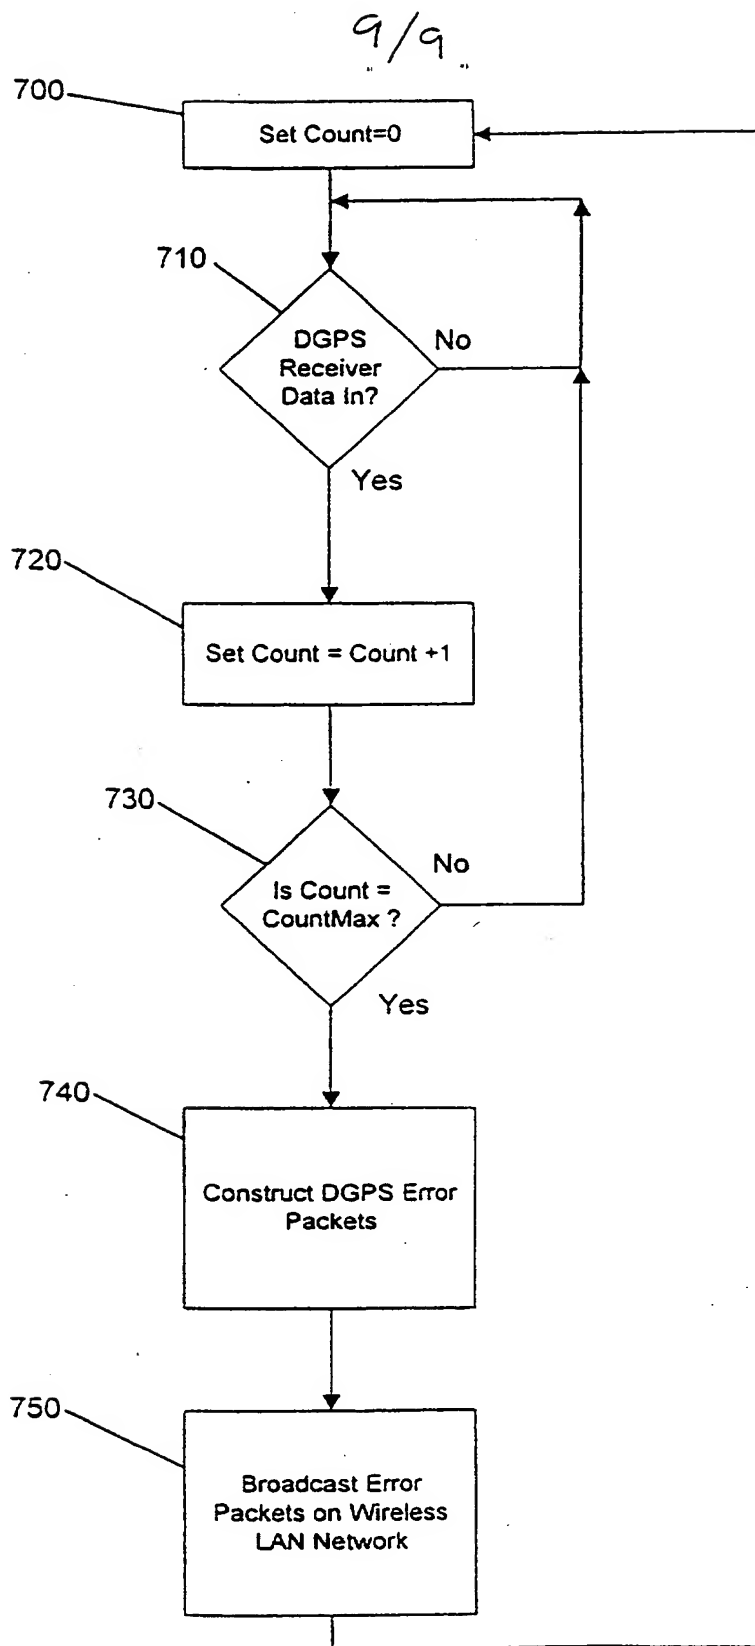 9/9
700
Set Count=0
710
DGPS
Receiver
Data In?
No
Yes
720
Set Count = Count +1
730
Is Count =
CountMax ?
No
Yes
740
Construct DGPS Error
Packets
750
Broadcast Error
Packets on Wireless
LAN Network